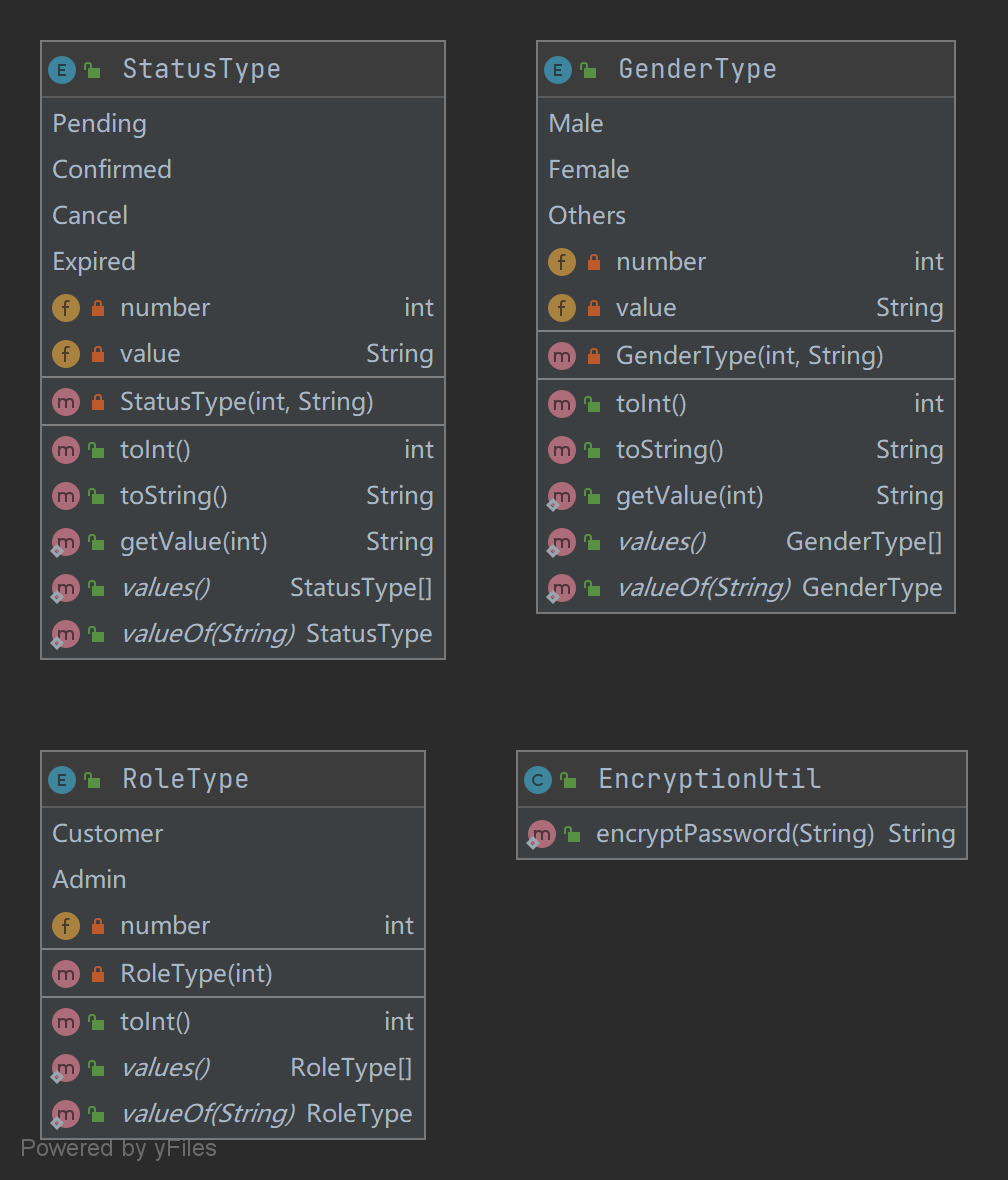 StatusType
Pending
Confirmed
Cancel
Expired
number int
value String
StatusType(int, String)
toInt() int
toString() String
getValue(int) String
values() StatusType[]
valueOf(String) StatusType
GenderType
Male
Female
Others
number int
value String
GenderType(int, String)
toInt() int
toString() String
getValue(int) String
values() GenderType[]
valueOf(String) GenderType
RoleType
Customer
Admin
number int
RoleType(int)
toInt() int
values() RoleType[]
valueOf(String) RoleType
EncryptionUtil
encryptPassword(String) String
Powered by yFiles